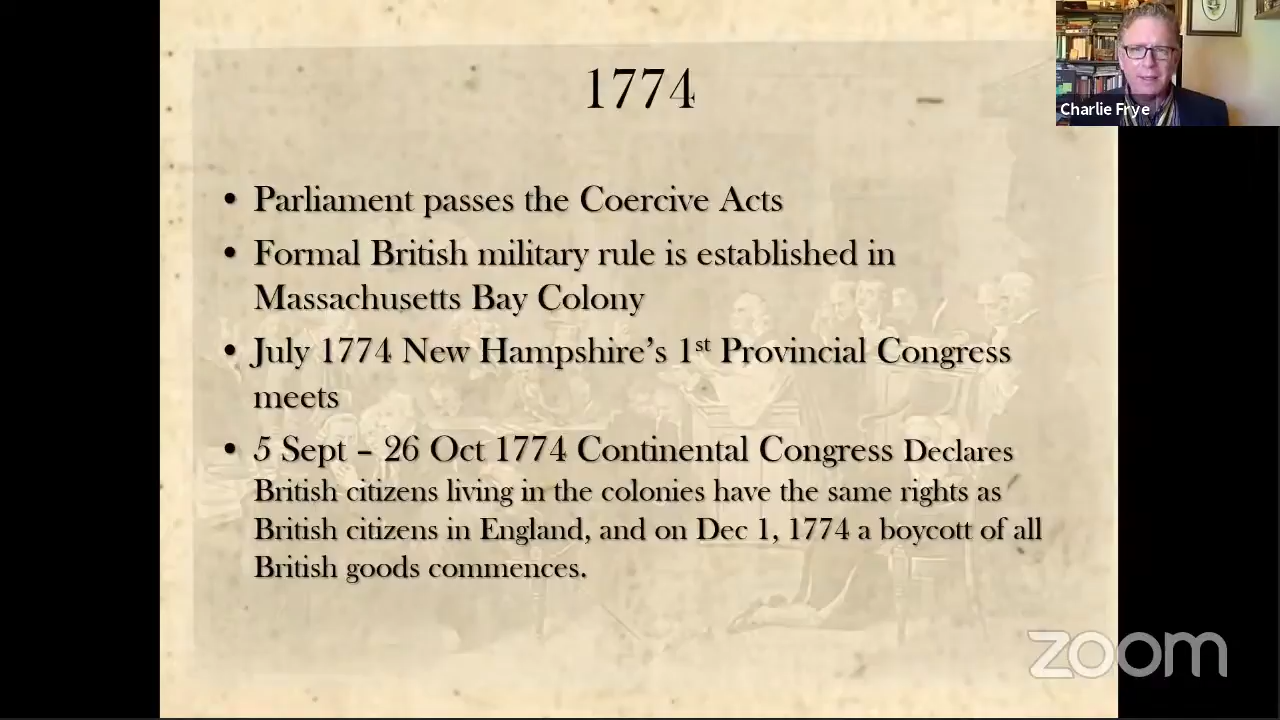 1774
Charlie Frye
• Parliament passes the Coercive Acts
• Formal British military rule is established in
Massachusetts Bay Colony
• July 1774 New Hampshire’s 1st Provincial Congress
meets
• 5 Sept – 26 Oct 1774 Continental Congress Declares
British citizens living in the colonies have the same rights as
British citizens in England, and on Dec 1, 1774 a boycott of all
British goods commences.
zoom